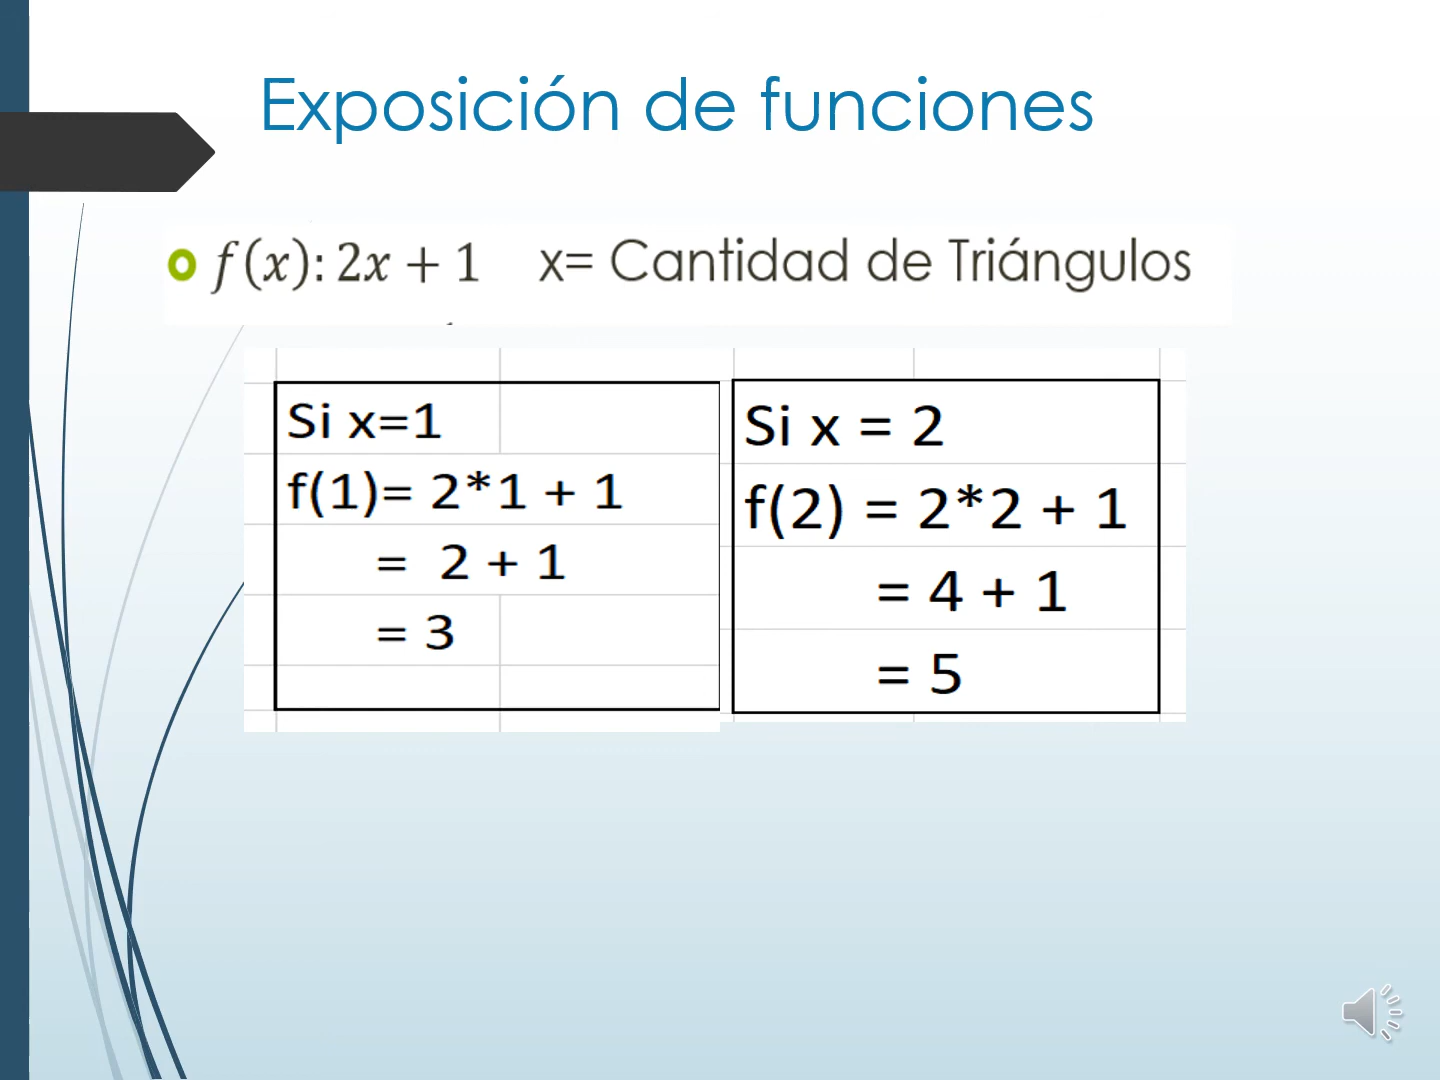 Exposición de funciones
f(x): 2x + 1 x= Cantidad de Triángulos
Si x=1
f(1)= 2*1 + 1
= 2 + 1
= 3
Si x = 2
f(2) = 2*2 + 1
= 4 + 1
= 5